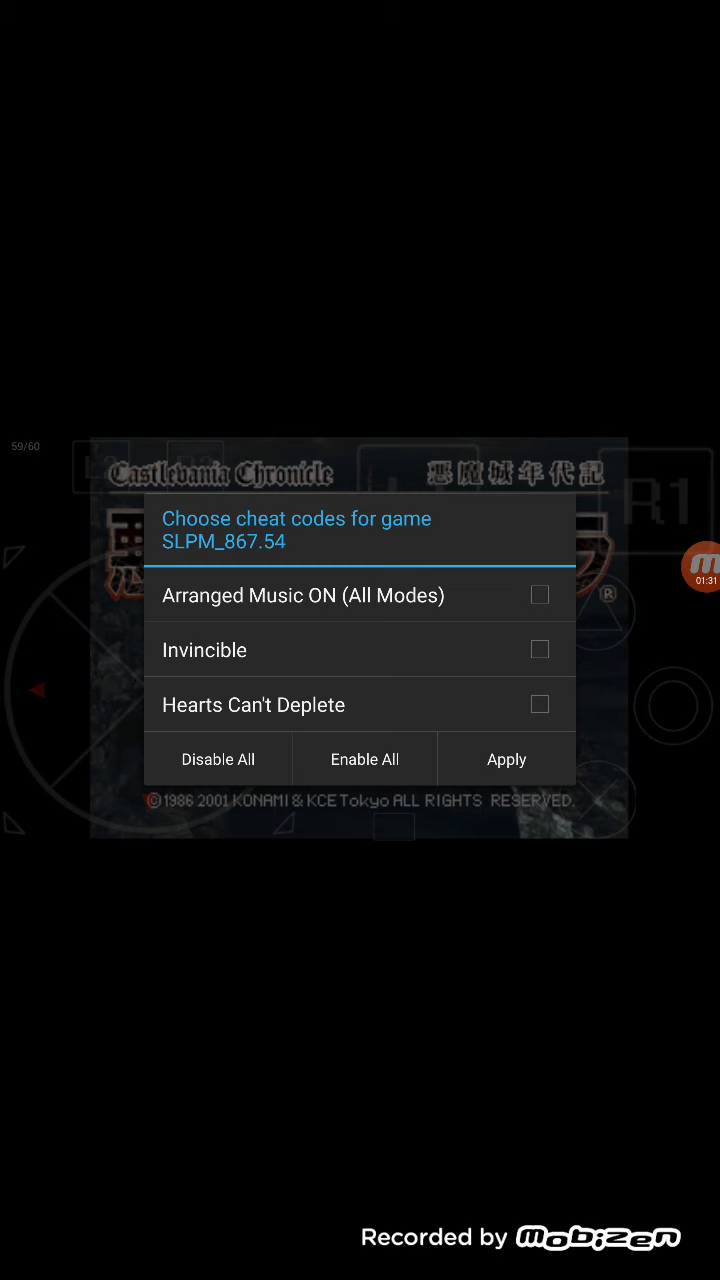 59/60
Castlevania Chronicle 悪魔城年代記
R1
Choose cheat codes for game
SLPM_867.54
®
01:31
Arranged Music ON (All Modes)
Invincible
Hearts Can't Deplete
Disable All Enable All Apply
©1986 2001 KONAMI & KCETokyo ALL RIGHTS RESERVED.
Recorded by mobizen